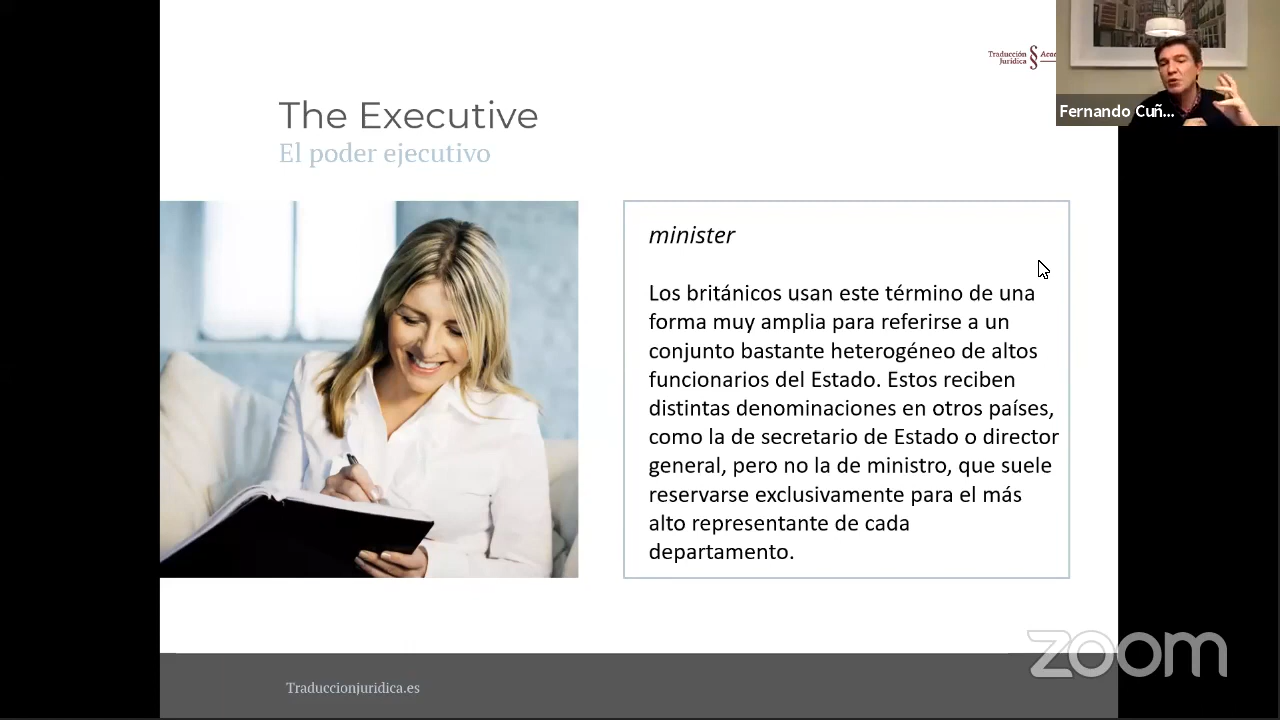 Traducción
Jurídica
§
The Executive
El poder ejecutivo
Fernando Cuñ...
minister
Los británicos usan este término de una
forma muy amplia para referirse a un
conjunto bastante heterogéneo de altos
funcionarios del Estado. Estos reciben
distintas denominaciones en otros países,
como la de secretario de Estado o director
general, pero no la de ministro, que suele
reservarse exclusivamente para el más
alto representante de cada
departamento.
zoom
Traduccionjuridica.es